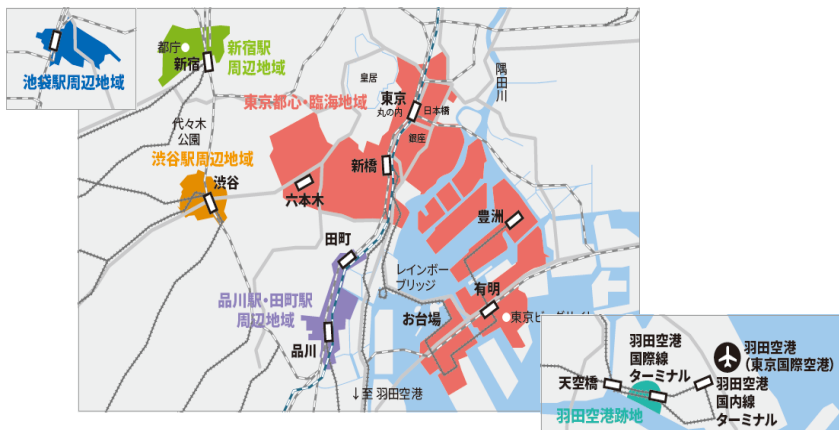 池袋駅周辺地域
都庁
新宿
新宿駅
周辺地域
皇居
隅田川
東京都心・臨海地域
東京
丸の内
日本橋
銀座
代々木
公園
渋谷駅周辺地域
渋谷
新橋
六本木
豊洲
田町
レインボー
ブリッジ
有明
品川駅・田町駅
周辺地域
お台場
品川
↓至 羽田空港
羽田空港
国際線
ターミナル
羽田空港
(東京国際空港)
天空橋
羽田空港
国内線
ターミナル
羽田空港跡地